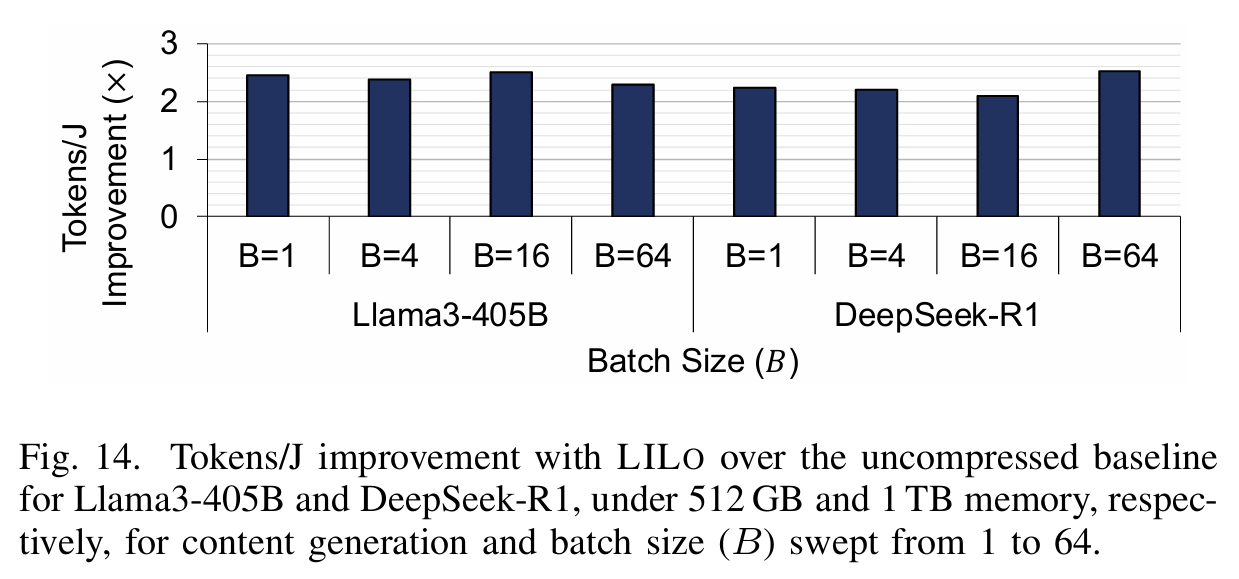 3
2
1
0
Tokens/J
Improvement (×)
B=1 B=4 B=16 B=64 B=1 B=4 B=16 B=64
Llama3-405B DeepSeek-R1
Batch Size (B)
Fig. 14. Tokens/J improvement with LILO over the uncompressed baseline
for Llama3-405B and DeepSeek-R1, under 512 GB and 1 TB memory, respec-
tively, for content generation and batch size (B) swept from 1 to 64.